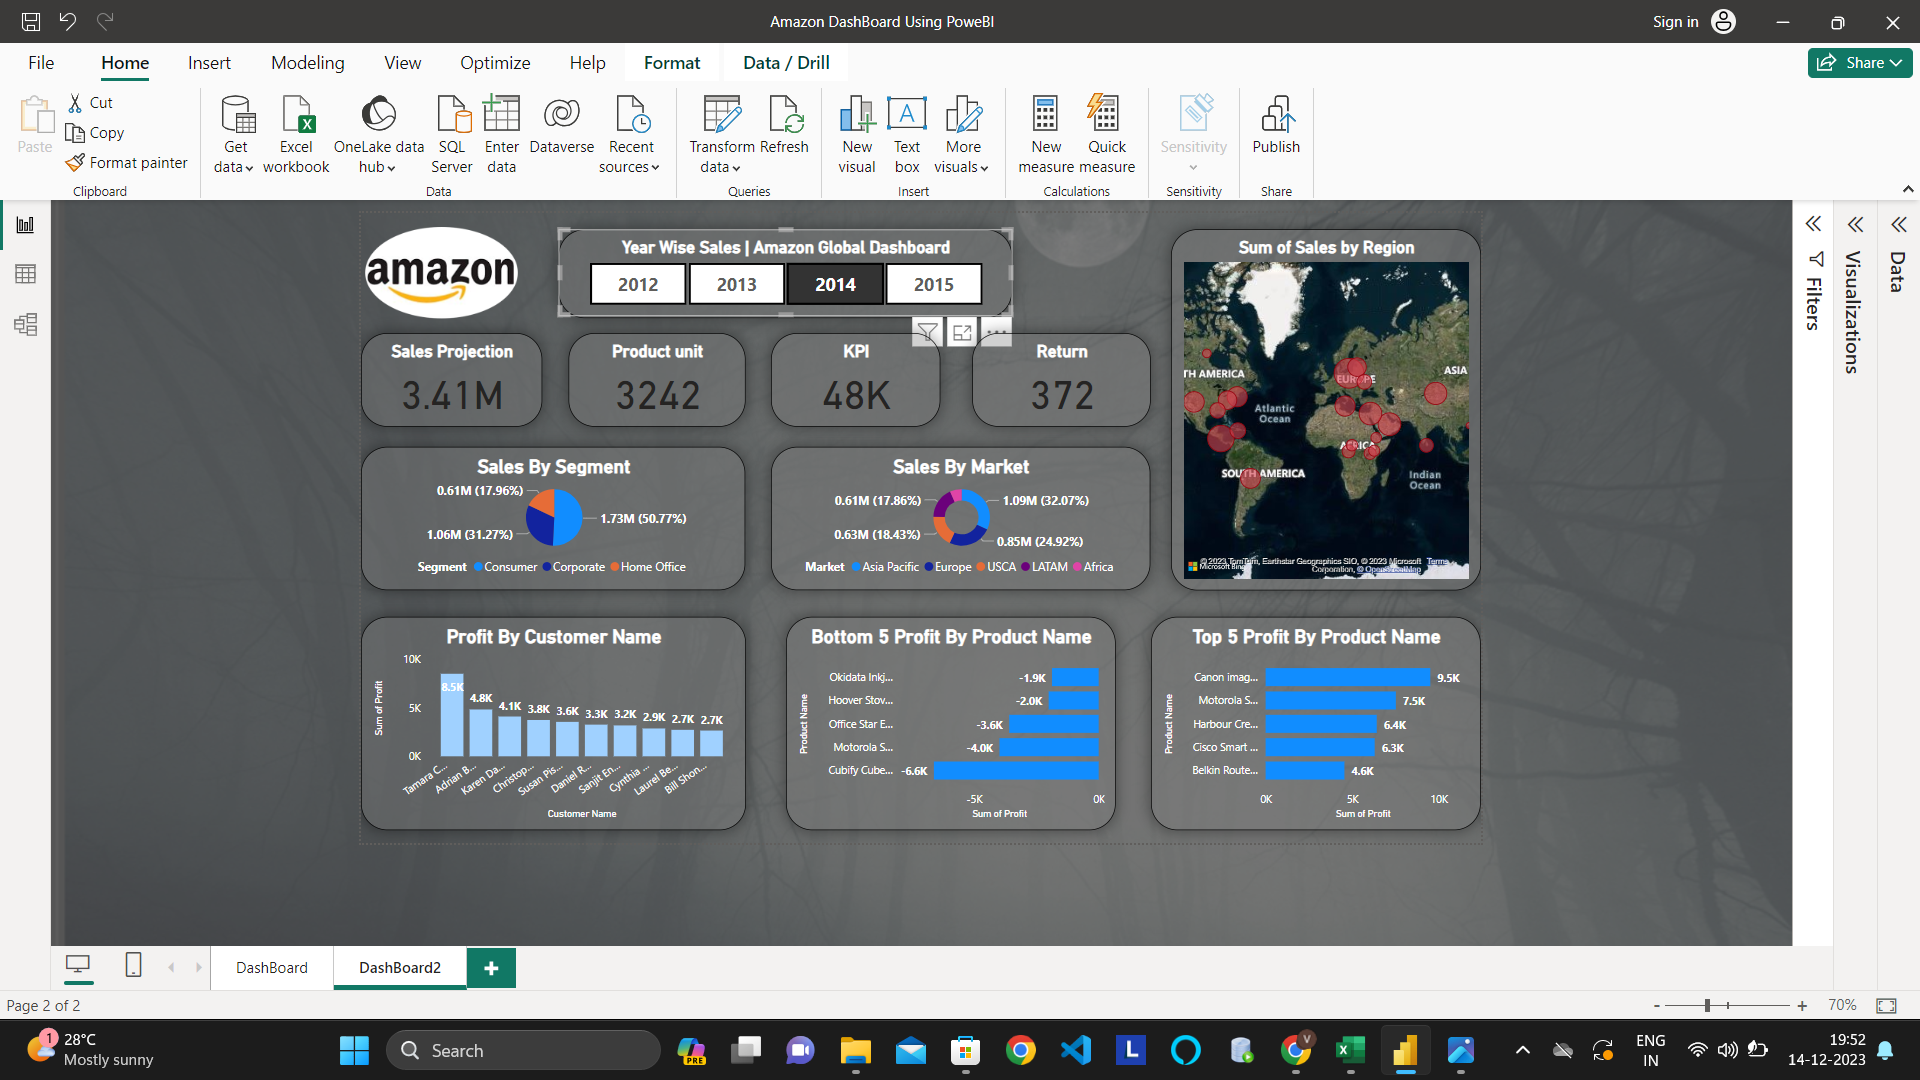 Amazon DashBoard Using PoweBI
Sign in
File Home Insert Modeling View Optimize Help Format Data / Drill
Share
Paste
Cut
Copy
Format painter
Clipboard
Get data
Excel workbook
OneLake data hub
SQL Server
Enter data
Dataverse
Recent sources
Data
Transform data
Refresh
Queries
New visual
Text box
More visuals
Insert
New measure
Quick measure
Calculations
Sensitivity
Sensitivity
Publish
Share
amazon
Year Wise Sales | Amazon Global Dashboard
2012 2013 2014 2015
Sales Projection
3.41M
Product unit
3242
KPI
48K
Return
372
Sum of Sales by Region
TH AMERICA
EUROPE
ASIA
Atlantic
Ocean
AFRICA
SOUTH AMERICA
Indian
Ocean
© 2023 TomTom, Earthstar Geographics SIO, © 2023 Microsoft Corporation, © OpenStreetMap Terms
Microsoft Bing
Filters
Visualizations
Data
Sales By Segment
0.61M (17.96%)
1.73M (50.77%)
1.06M (31.27%)
Segment Consumer Corporate Home Office
Sales By Market
0.61M (17.86%)
1.09M (32.07%)
0.63M (18.43%)
0.85M (24.92%)
Market Asia Pacific Europe USCA LATAM Africa
Profit By Customer Name
Sum of Profit
10K
5K
0K
8.5K 4.8K 4.1K 3.8K 3.6K 3.3K 3.2K 2.9K 2.7K 2.7K
Tamara C... Adrian B... Karen Da... Christop... Susan Pis... Daniel R... Sanjit En... Cynthia ... Laurel Be... Bill Shon...
Customer Name
Bottom 5 Profit By Product Name
Product Name
Okidata Inkj... -1.9K
Hoover Stov... -2.0K
Office Star E... -3.6K
Motorola S... -4.0K
Cubify Cube... -6.6K
-5K 0K
Sum of Profit
Top 5 Profit By Product Name
Product Name
Canon imag... 9.5K
Motorola S... 7.5K
Harbour Cre... 6.4K
Cisco Smart ... 6.3K
Belkin Route... 4.6K
0K 5K 10K
Sum of Profit
DashBoard DashBoard2
Page 2 of 2
70%
1
28°C
Mostly sunny
Search
PRE
L
V
ENG
IN
19:52
14-12-2023